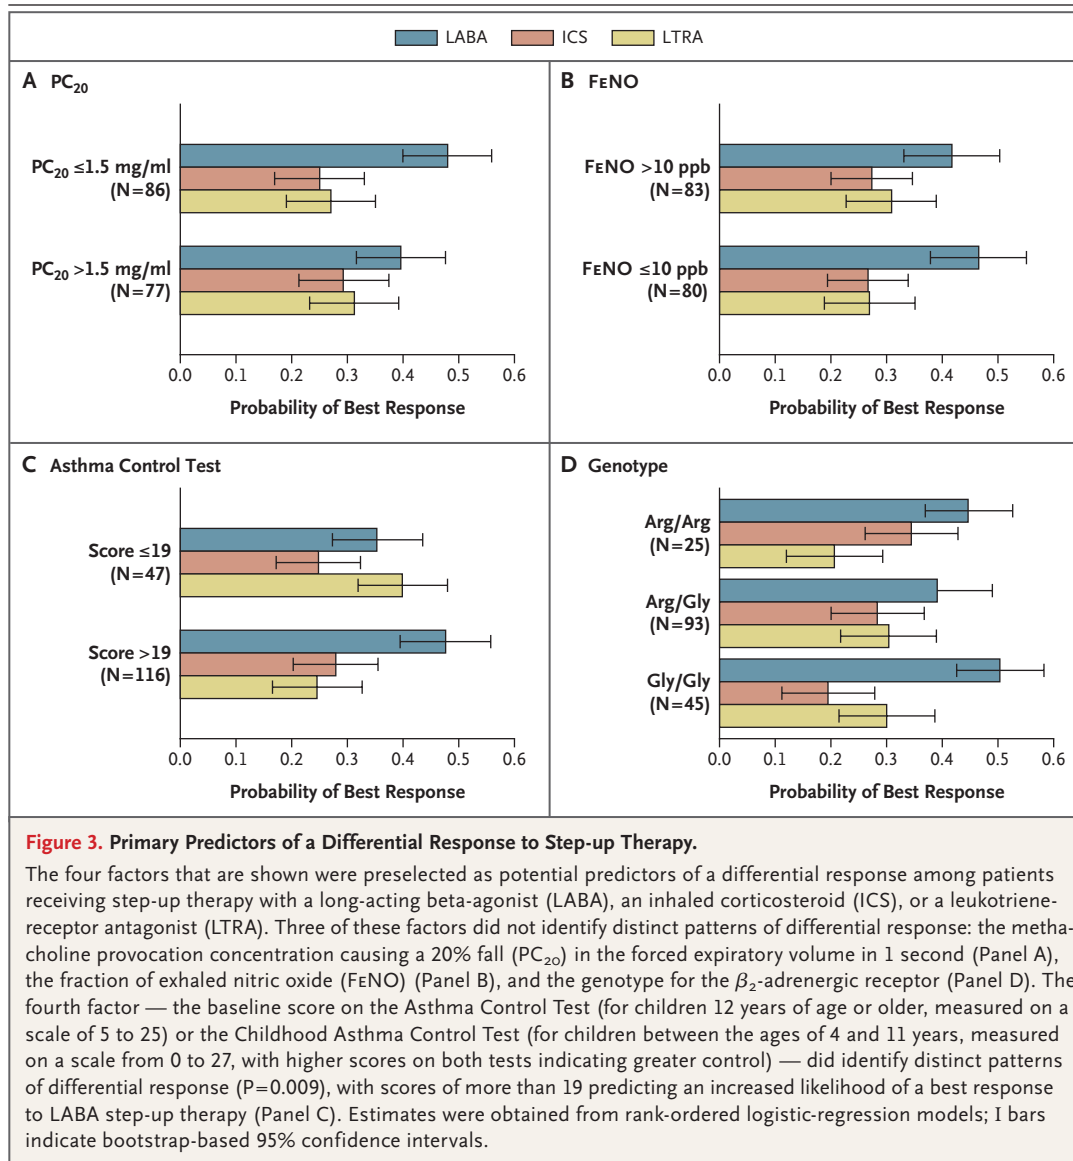 LABA ICS LTRA
A PC₂₀
PC₂₀ ≤1.5 mg/ml
(N=86)
PC₂₀ >1.5 mg/ml
(N=77)
0.0 0.1 0.2 0.3 0.4 0.5 0.6
Probability of Best Response
B FENO
FENO >10 ppb
(N=83)
FENO ≤10 ppb
(N=80)
0.0 0.1 0.2 0.3 0.4 0.5 0.6
Probability of Best Response
C Asthma Control Test
Score ≤19
(N=47)
Score >19
(N=116)
0.0 0.1 0.2 0.3 0.4 0.5 0.6
Probability of Best Response
D Genotype
Arg/Arg
(N=25)
Arg/Gly
(N=93)
Gly/Gly
(N=45)
0.0 0.1 0.2 0.3 0.4 0.5 0.6
Probability of Best Response
Figure 3. Primary Predictors of a Differential Response to Step-up Therapy.
The four factors that are shown were preselected as potential predictors of a differential response among patients
receiving step-up therapy with a long-acting beta-agonist (LABA), an inhaled corticosteroid (ICS), or a leukotriene-
receptor antagonist (LTRA). Three of these factors did not identify distinct patterns of differential response: the metha-
choline provocation concentration causing a 20% fall (PC₂₀) in the forced expiratory volume in 1 second (Panel A),
the fraction of exhaled nitric oxide (FENO) (Panel B), and the genotype for the β₂-adrenergic receptor (Panel D). The
fourth factor — the baseline score on the Asthma Control Test (for children 12 years of age or older, measured on a
scale of 5 to 25) or the Childhood Asthma Control Test (for children between the ages of 4 and 11 years, measured
on a scale from 0 to 27, with higher scores on both tests indicating greater control) — did identify distinct patterns
of differential response (P=0.009), with scores of more than 19 predicting an increased likelihood of a best response
to LABA step-up therapy (Panel C). Estimates were obtained from rank-ordered logistic-regression models; I bars
indicate bootstrap-based 95% confidence intervals.